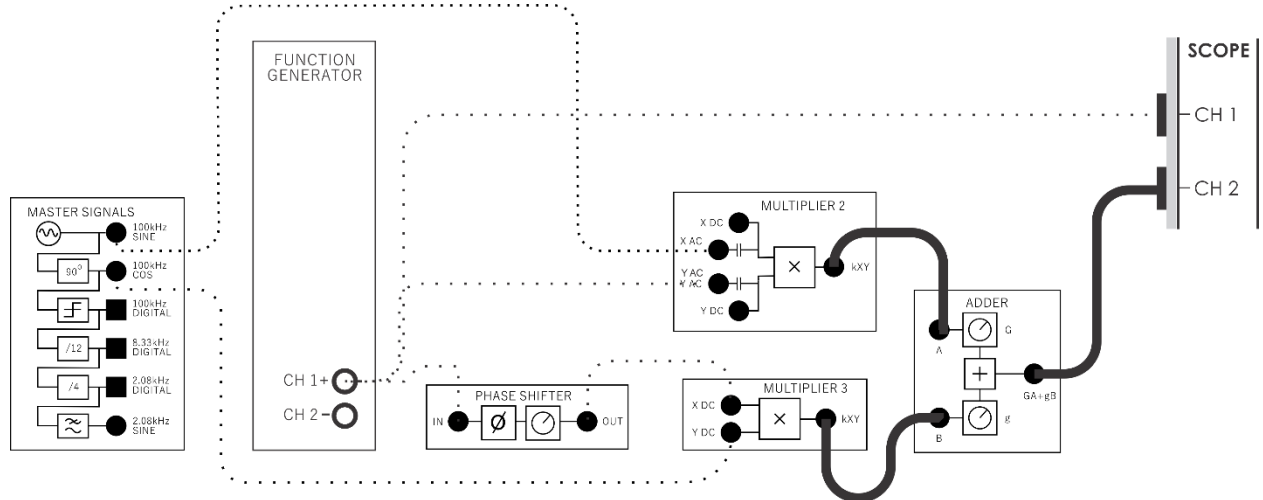 FUNCTION
GENERATOR
CH 1+
CH 2-
SCOPE
CH 1
CH 2
MASTER SIGNALS
100kHz
SINE
90°
100kHz
COS
100kHz
DIGITAL
/12
8.33kHz
DIGITAL
/4
2.08kHz
DIGITAL
2.08kHz
SINE
MULTIPLIER 2
X DC
X AC
Y AC
Y AC
Y DC
×
kXY
PHASE SHIFTER
IN
Ø
OUT
MULTIPLIER 3
X DC
Y DC
×
kXY
ADDER
A
G
+
GA+gB
B
g